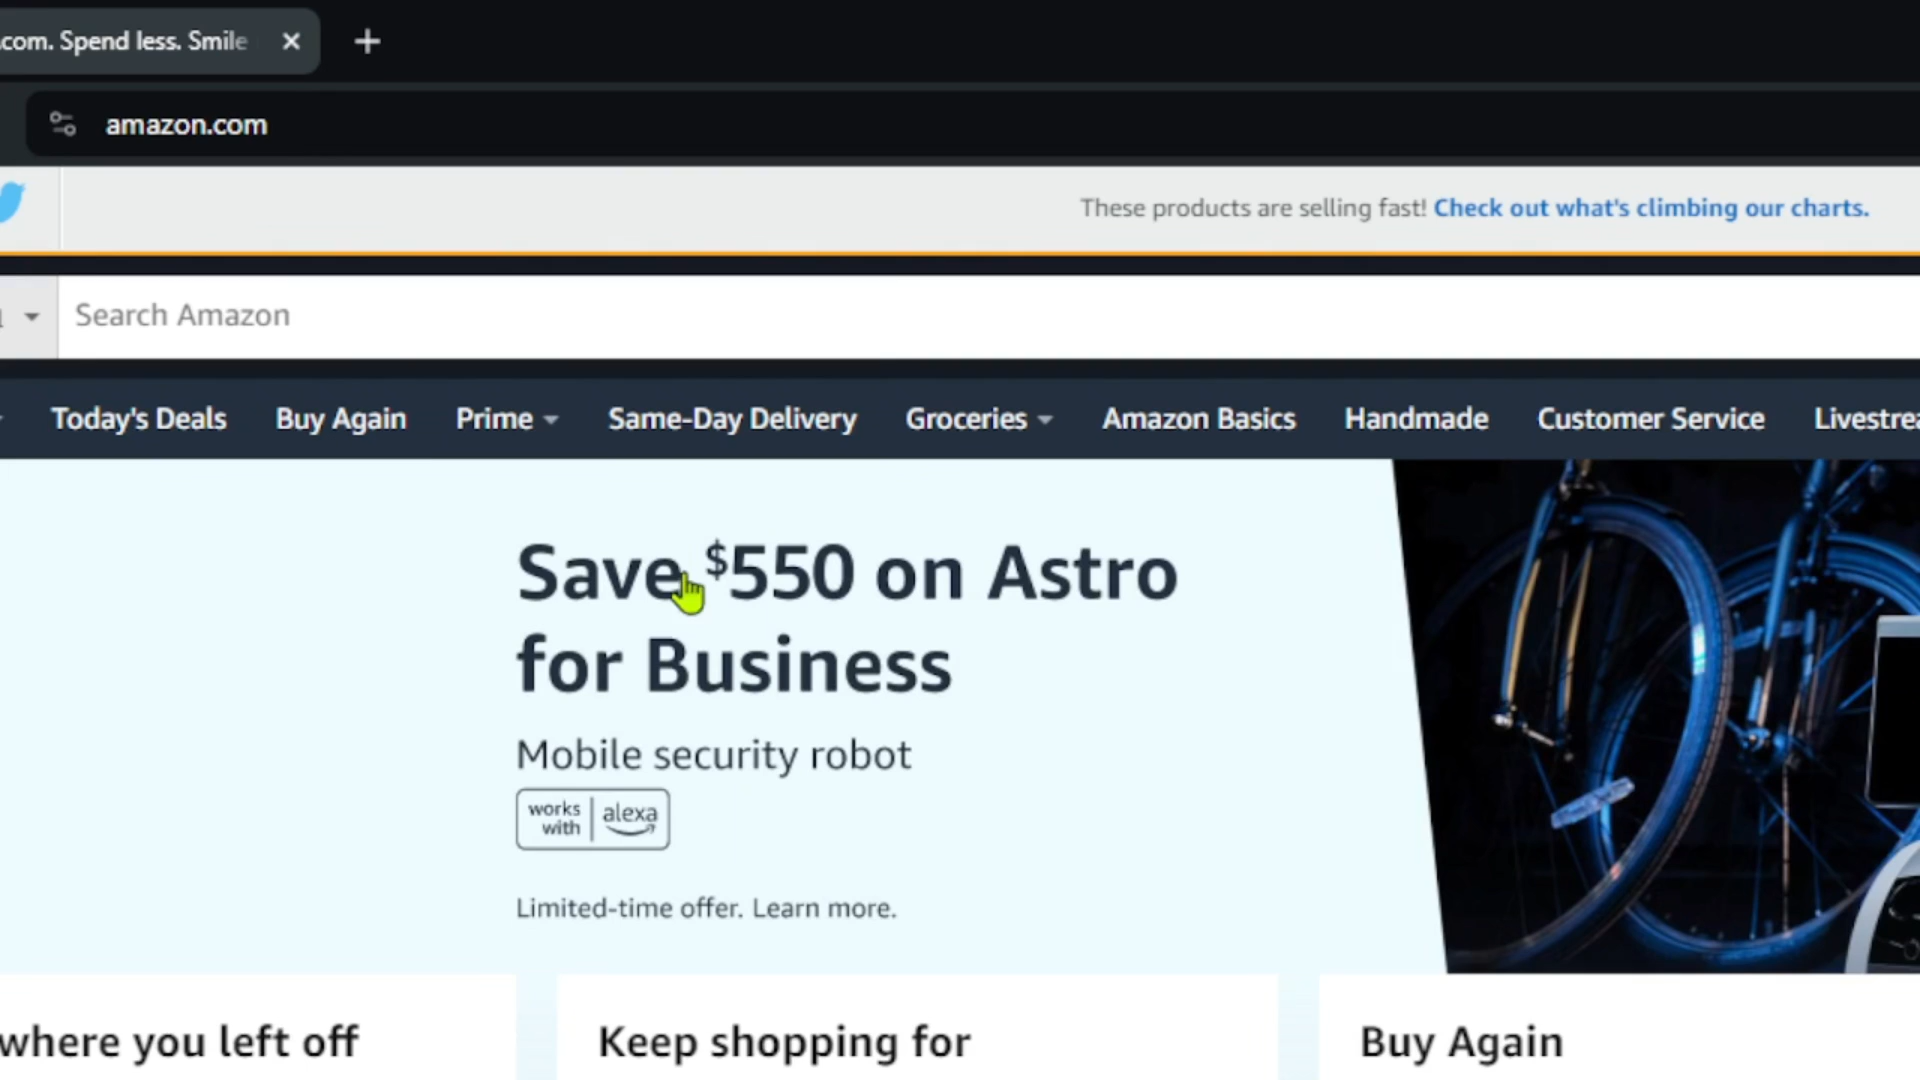 com. Spend less. Smile
amazon.com
These products are selling fast! Check out what's climbing our charts.
Search Amazon
Today's Deals Buy Again Prime Same-Day Delivery Groceries Amazon Basics Handmade Customer Service
Save $550 on Astro
for Business
Mobile security robot
works with alexa
Limited-time offer. Learn more.
where you left off
Keep shopping for
Buy Again